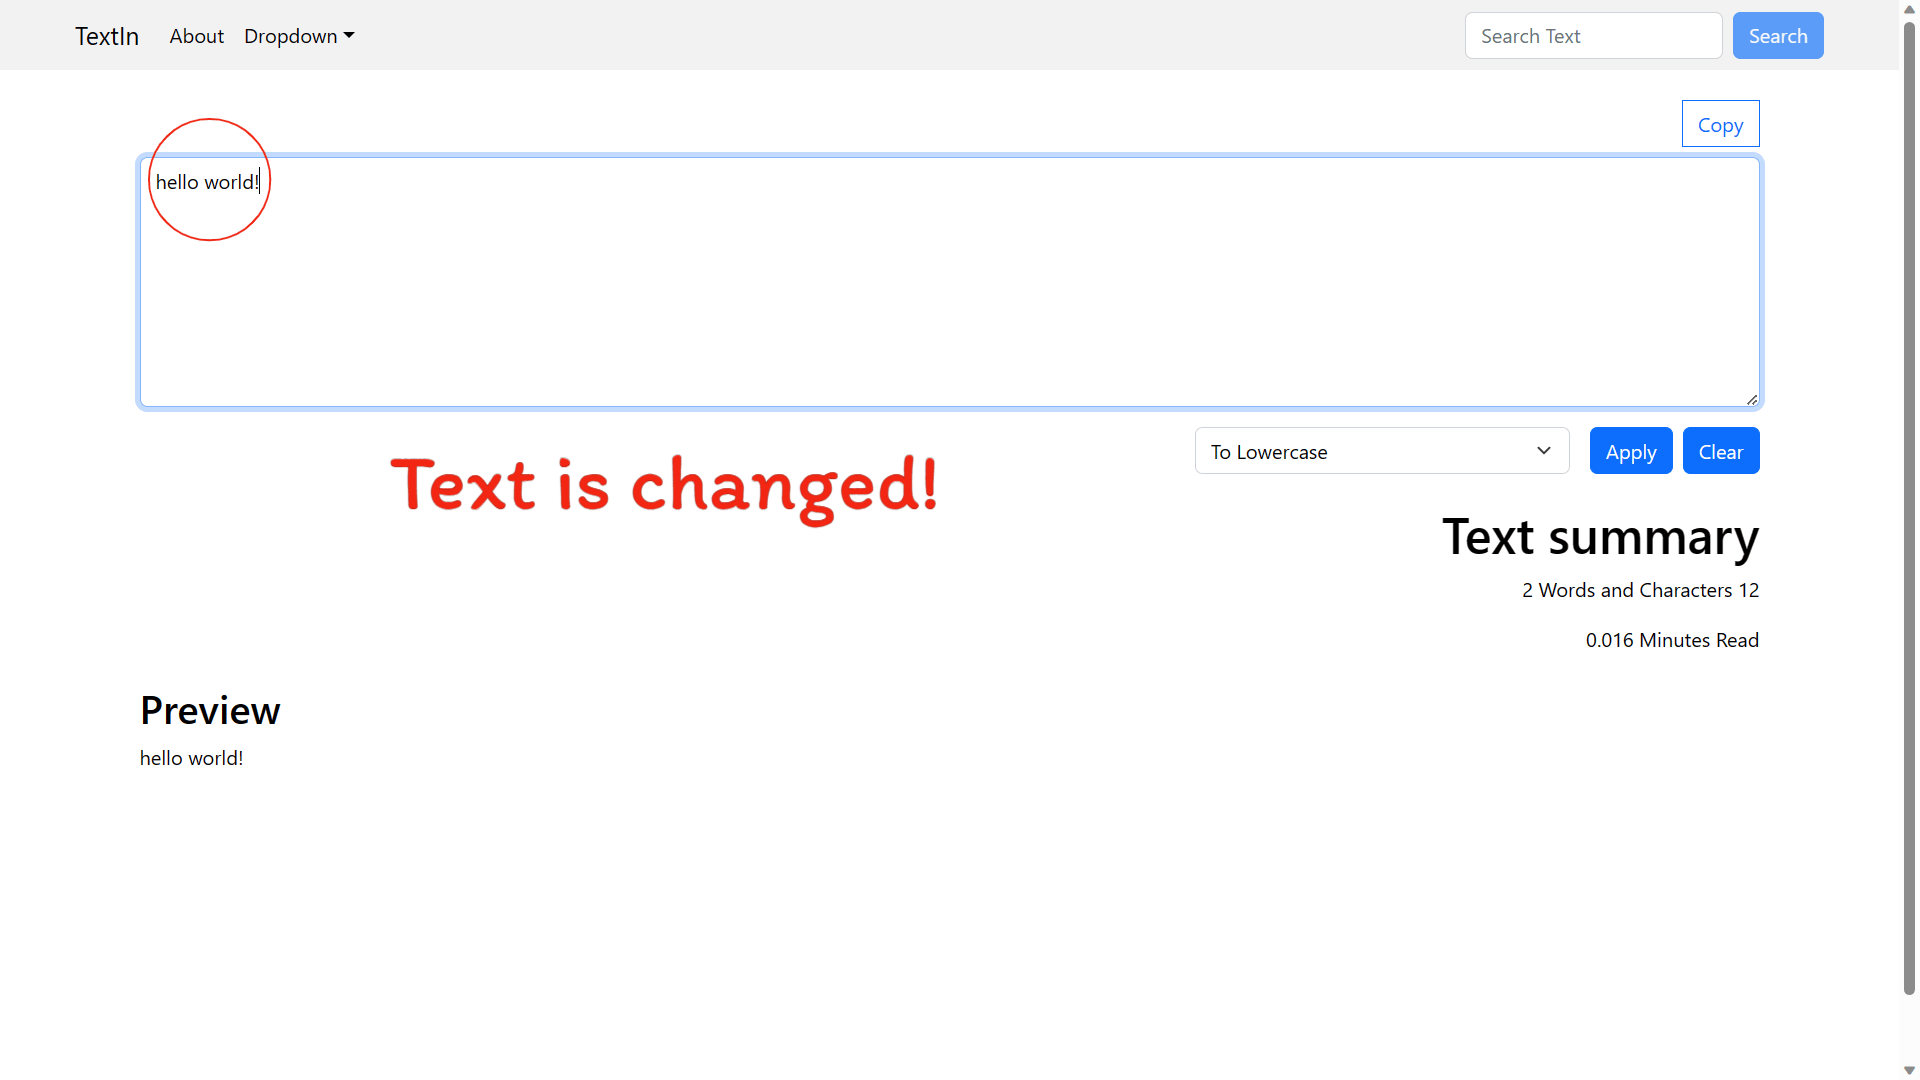 TextIn About Dropdown Search Text Search
Copy
hello world!
To Lowercase Apply Clear
Text is changed!
Text summary
2 Words and Characters 12
0.016 Minutes Read
Preview
hello world!